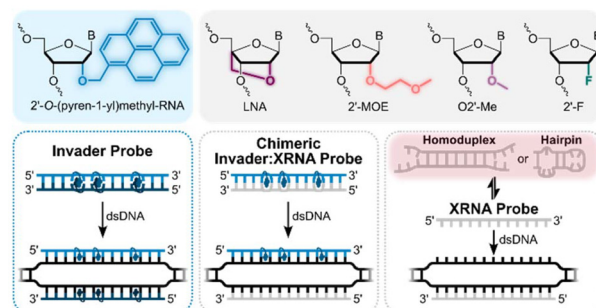 O
O
B
O
O
2'-O-(pyren-1-yl)methyl-RNA
O
O
B
O
O
LNA
O
O
B
O
O
O
2'-MOE
O
O
B
O
O
O2'-Me
O
O
B
O
F
2'-F
Invader Probe
5' 3'
3' 5'
dsDNA
5' 3'
3' 5'
Chimeric
Invader:XRNA Probe
5' 3'
3' 5'
dsDNA
5' 3'
3' 5'
Homoduplex or Hairpin
XRNA Probe
5' 3'
dsDNA
3' 5'